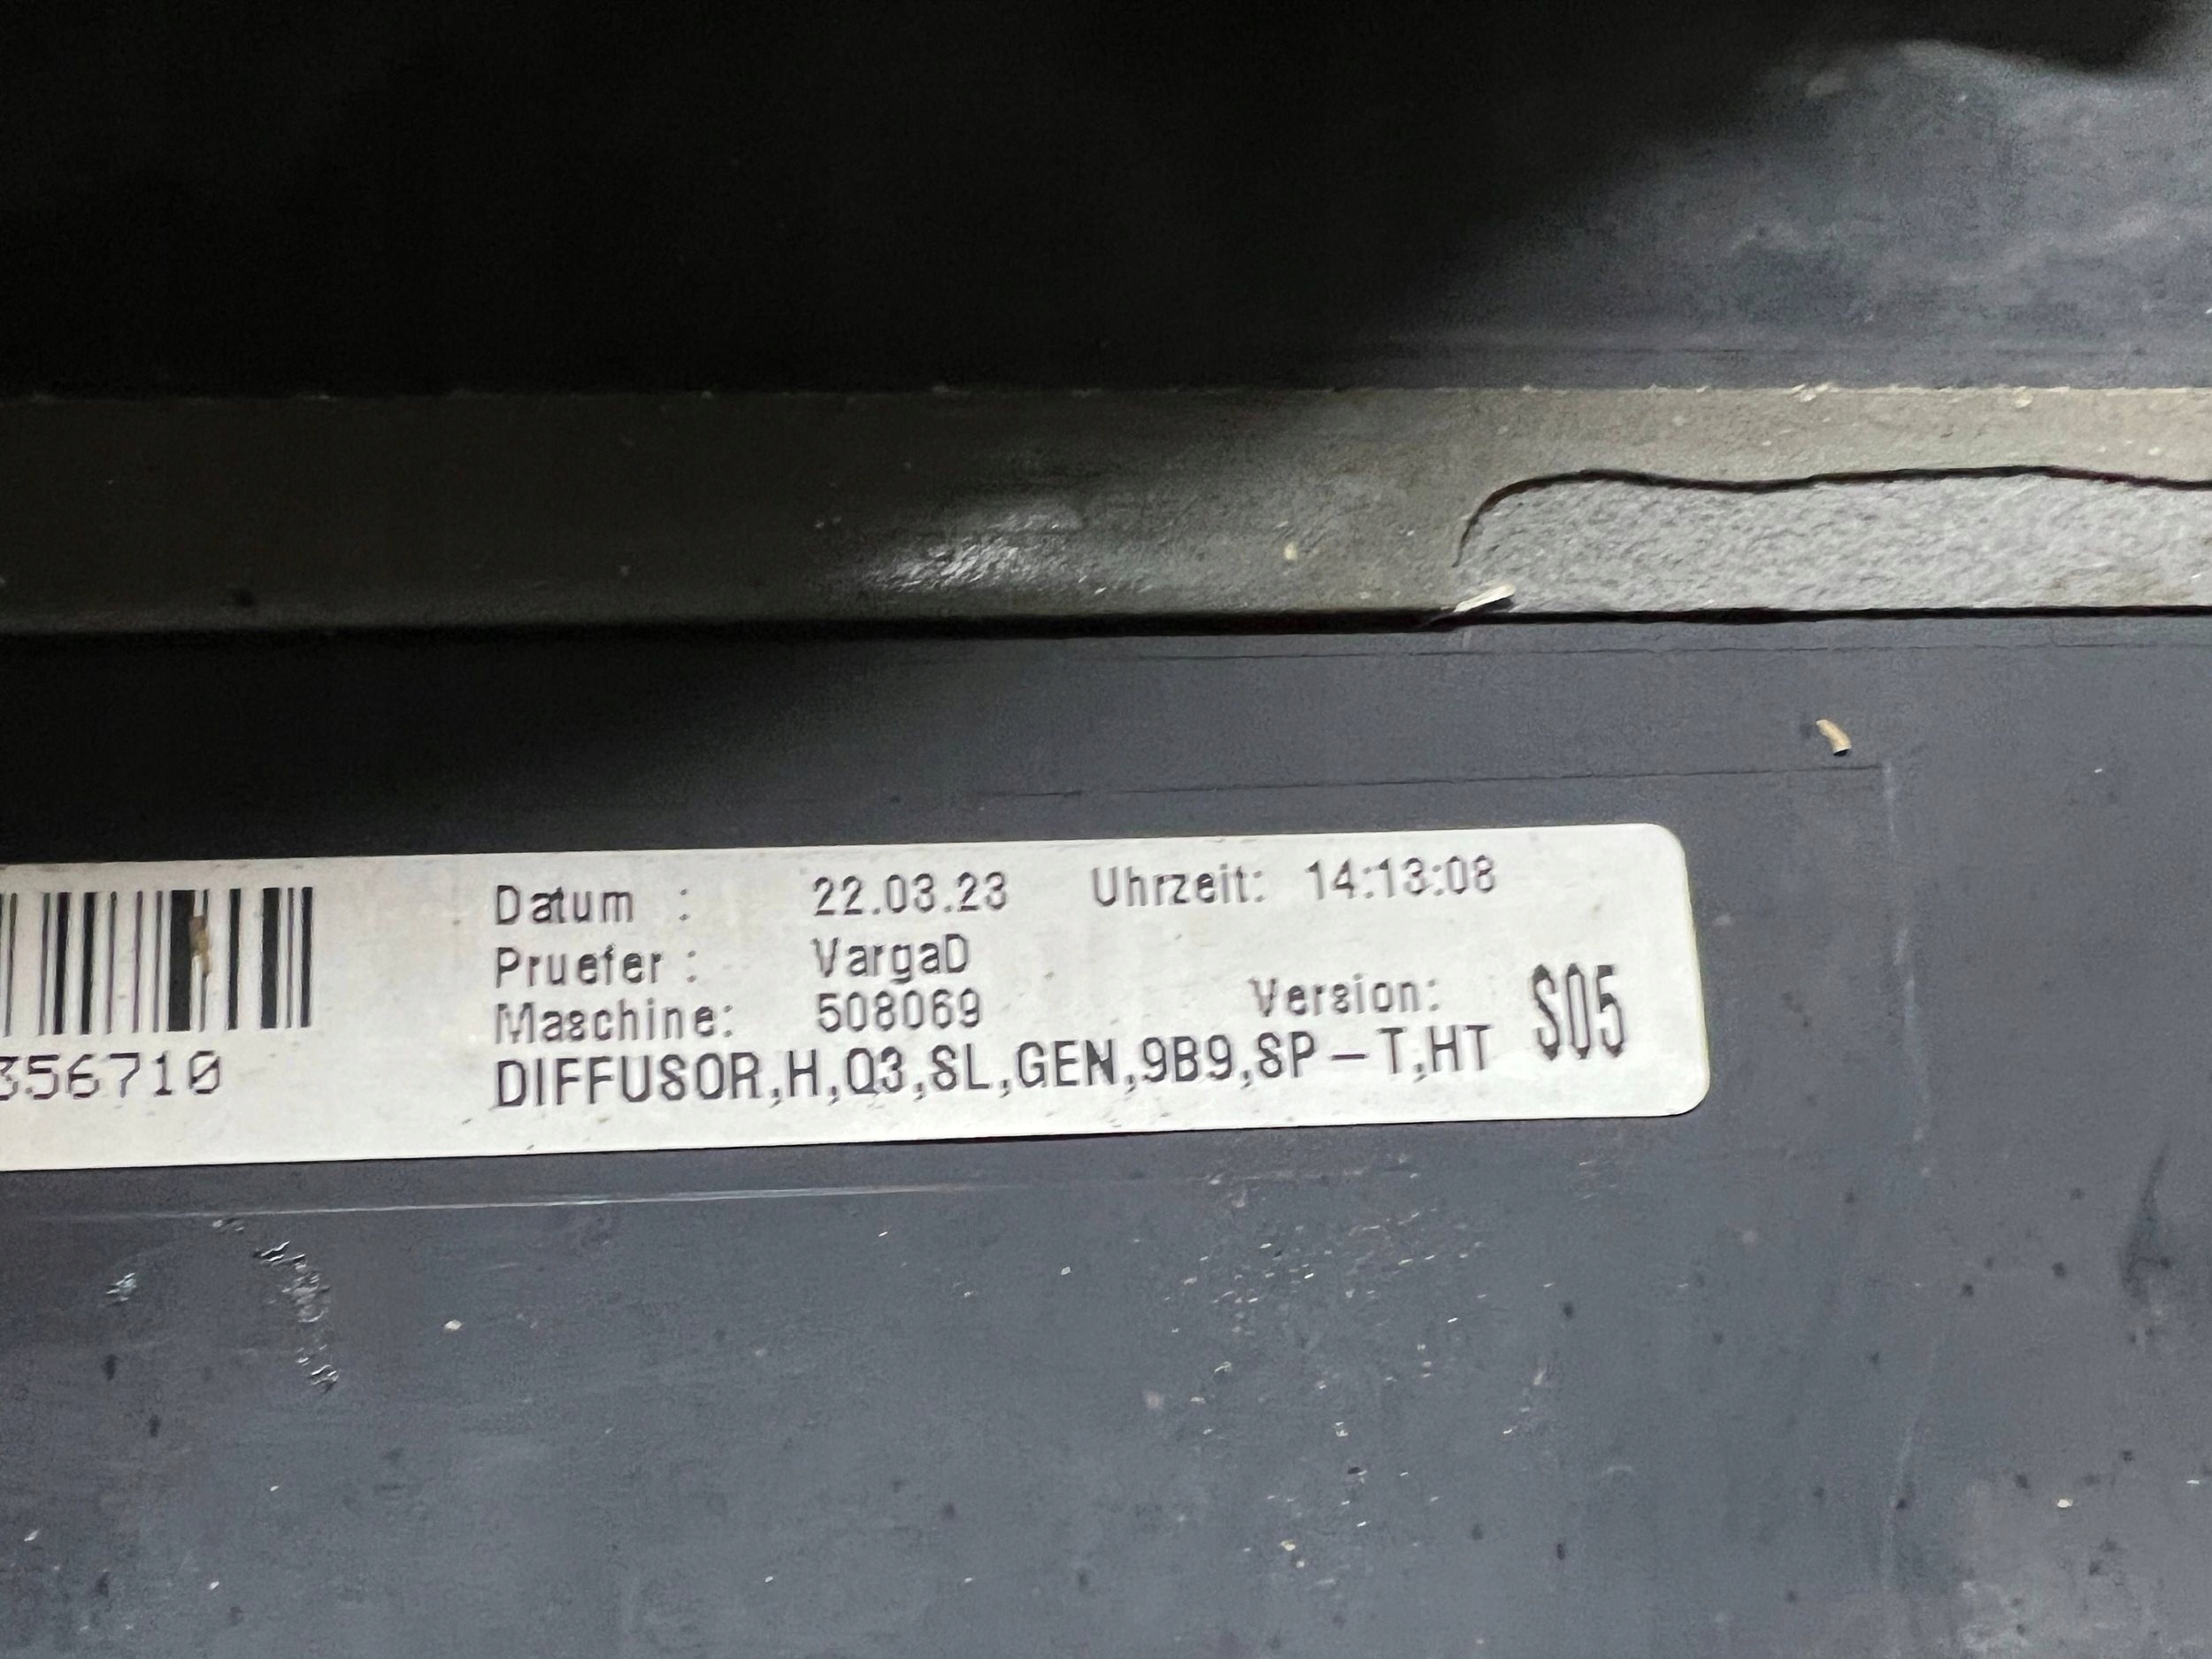 Datum : 22.03.23 Uhrzeit: 14:13:08
Pruefer : VargaD
Maschine: 508069 Version: S05
DIFFUSOR,H,Q3,SL,GEN,9B9,SP-T,HT
356710